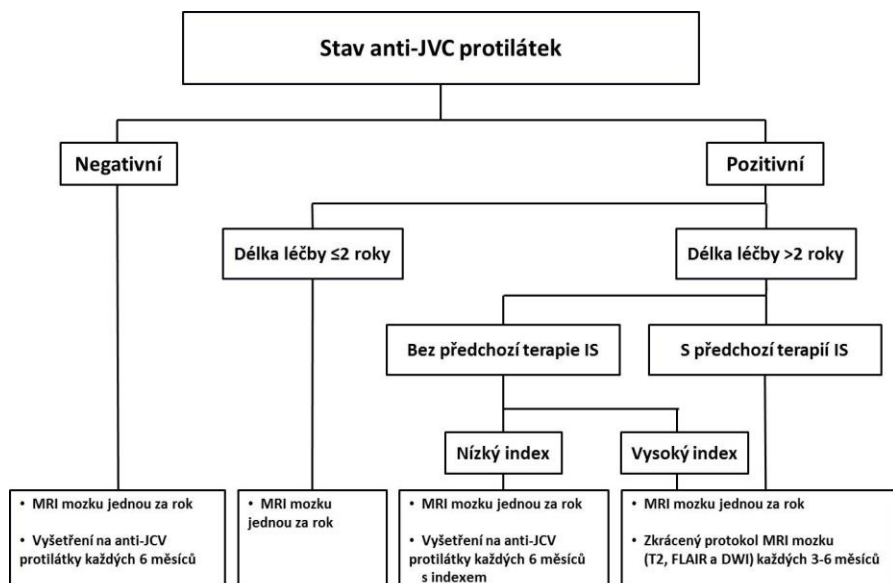 Stav anti-JVC protilátek
Negativní
Pozitivní
Délka léčby ≤2 roky
Délka léčby >2 roky
Bez předchozí terapie IS
S předchozí terapií IS
Nízký index
Vysoký index
• MRI mozku jednou za rok
• Vyšetření na anti-JCV
protilátky každých 6 měsíců
• MRI mozku
jednou za rok
• MRI mozku jednou za rok
• Vyšetření na anti-JCV
protilátky každých 6 měsíců
s indexem
• MRI mozku jednou za rok
• Zkrácený protokol MRI mozku
(T2, FLAIR a DWI) každých 3-6 měsíců